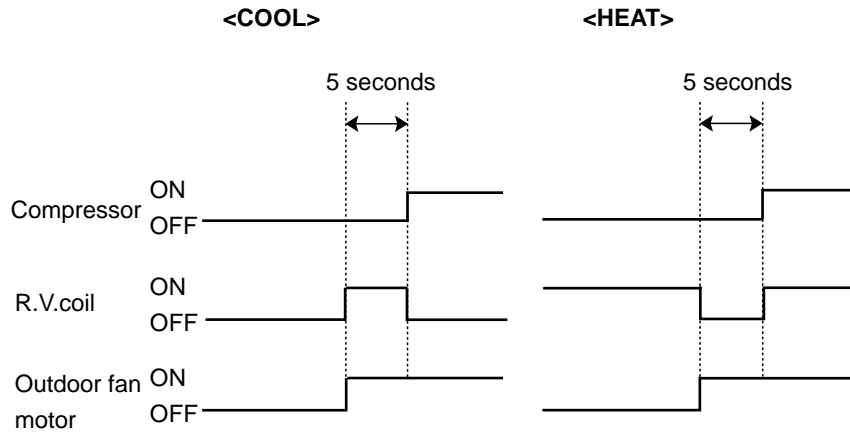 <COOL> <HEAT>
5 seconds 5 seconds
Compressor ON
OFF
R.V.coil ON
OFF
Outdoor fan motor ON
OFF